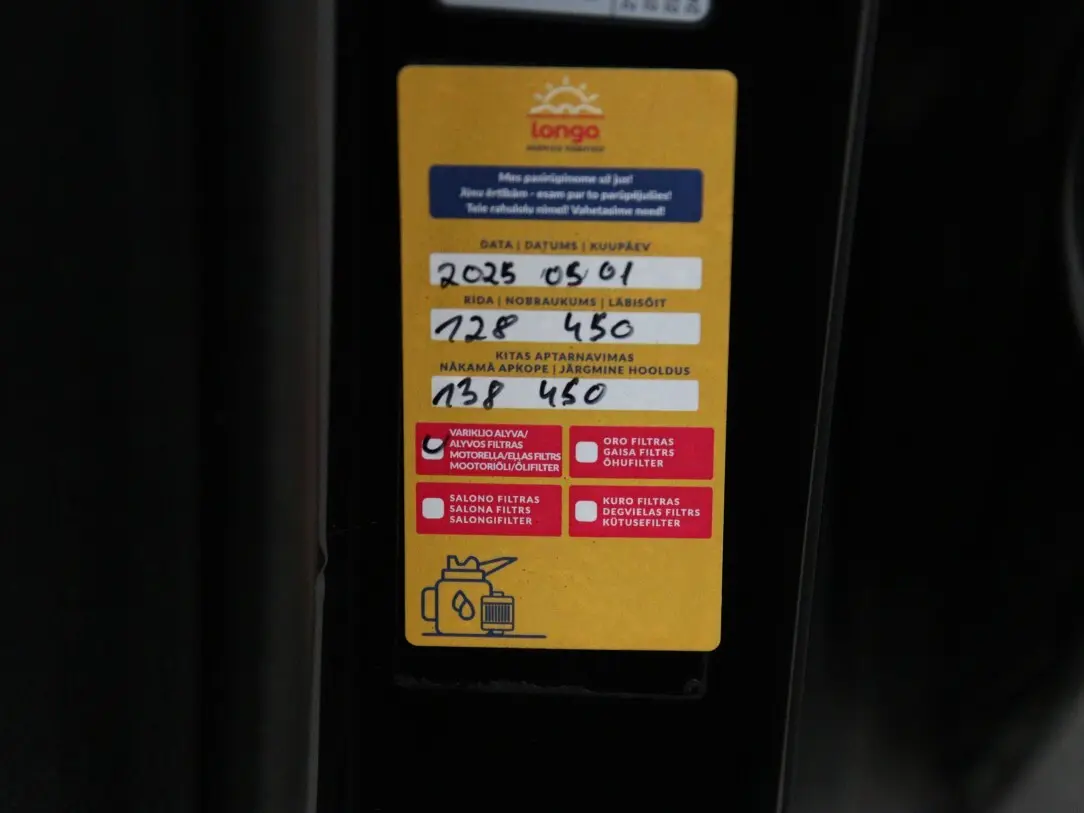 longo
Mes pasirūpinome už jus!
Jūsu ērtībām - esam par to parūpējušies!
Teie rahulolu nimel! Vahetasime need!
DATA | DATUMS | KUUPÄEV
2025 05 01
RIDA | NOBRAUKUMS | LÄBISÕIT
128 450
KITAS APTARNAVIMAS
NĀKAMĀ APKOPE | JÄRGMINE HOOLDUS
138 450
VARIKLIO ALYVA/
ALYVOS FILTRAS
MOTOREĻĻA/EĻĻAS FILTRS
MOOTORIÕLI/ÕLIFILTER
ORO FILTRAS
GAISA FILTRS
ÕHUFILTER
SALONO FILTRAS
SALONA FILTRS
SALONGIFILTER
KURO FILTRAS
DEGVIELAS FILTRS
KÜTUSEFILTER